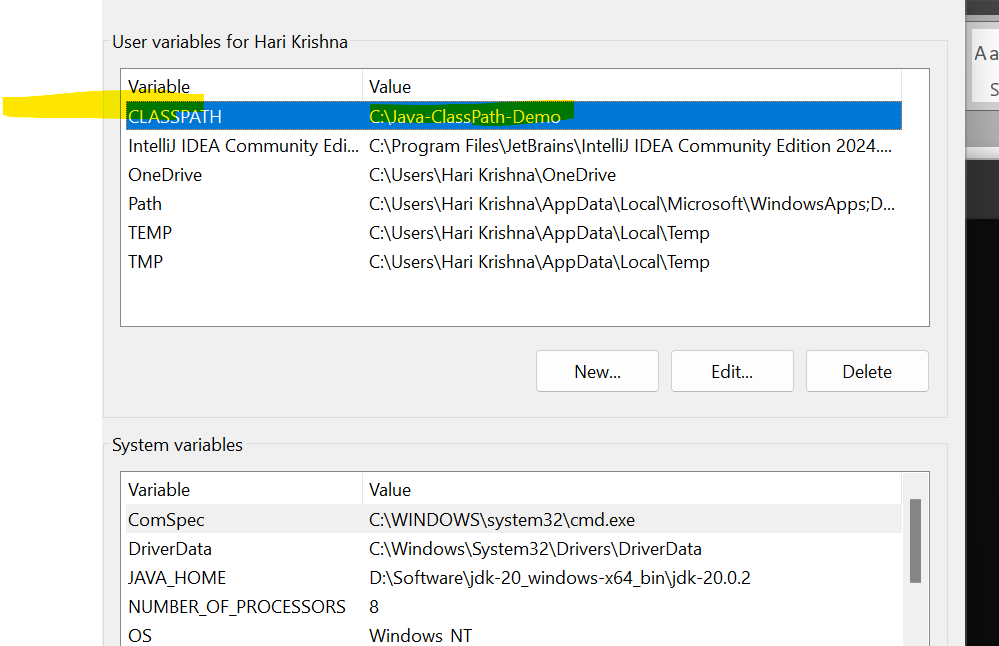 User variables for Hari Krishna
Variable Value
CLASSPATH C:\Java-ClassPath-Demo
IntelliJ IDEA Community Edi... C:\Program Files\JetBrains\IntelliJ IDEA Community Edition 2024....
OneDrive C:\Users\Hari Krishna\OneDrive
Path C:\Users\Hari Krishna\AppData\Local\Microsoft\WindowsApps;D...
TEMP C:\Users\Hari Krishna\AppData\Local\Temp
TMP C:\Users\Hari Krishna\AppData\Local\Temp
New... Edit... Delete
System variables
Variable Value
ComSpec C:\WINDOWS\system32\cmd.exe
DriverData C:\Windows\System32\Drivers\DriverData
JAVA_HOME D:\Software\jdk-20_windows-x64_bin\jdk-20.0.2
NUMBER_OF_PROCESSORS 8
OS Windows_NT
Aa
S